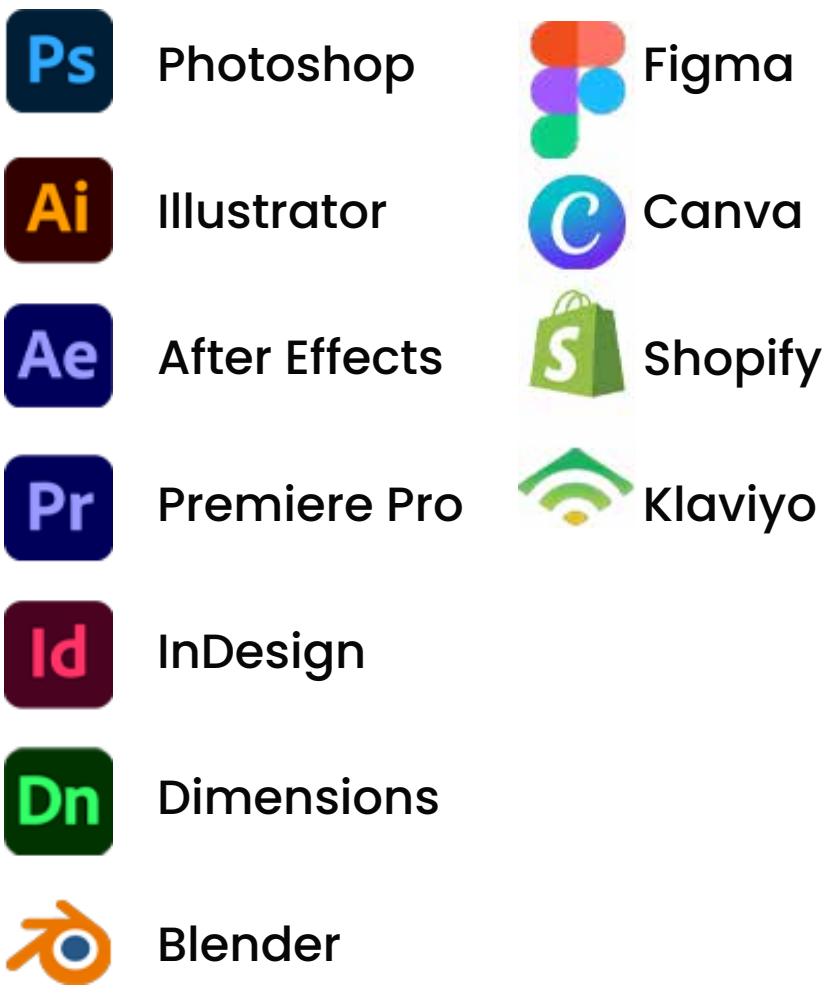 Ps Photoshop
Ai Illustrator
Ae After Effects
Pr Premiere Pro
Id InDesign
Dn Dimensions
Blender
Figma
C Canva
S Shopify
Klaviyo